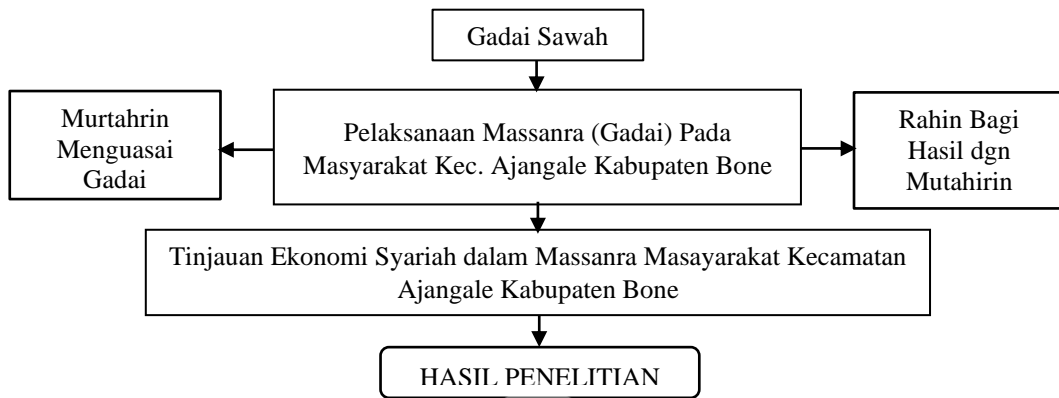 Gadai Sawah
Murtahrin
Menguasai
Gadai
Pelaksanaan Massanra (Gadai) Pada
Masyarakat Kec. Ajangale Kabupaten Bone
Rahin Bagi
Hasil dgn
Mutahirin
Tinjauan Ekonomi Syariah dalam Massanra Masayarakat Kecamatan
Ajangale Kabupaten Bone
HASIL PENELITIAN